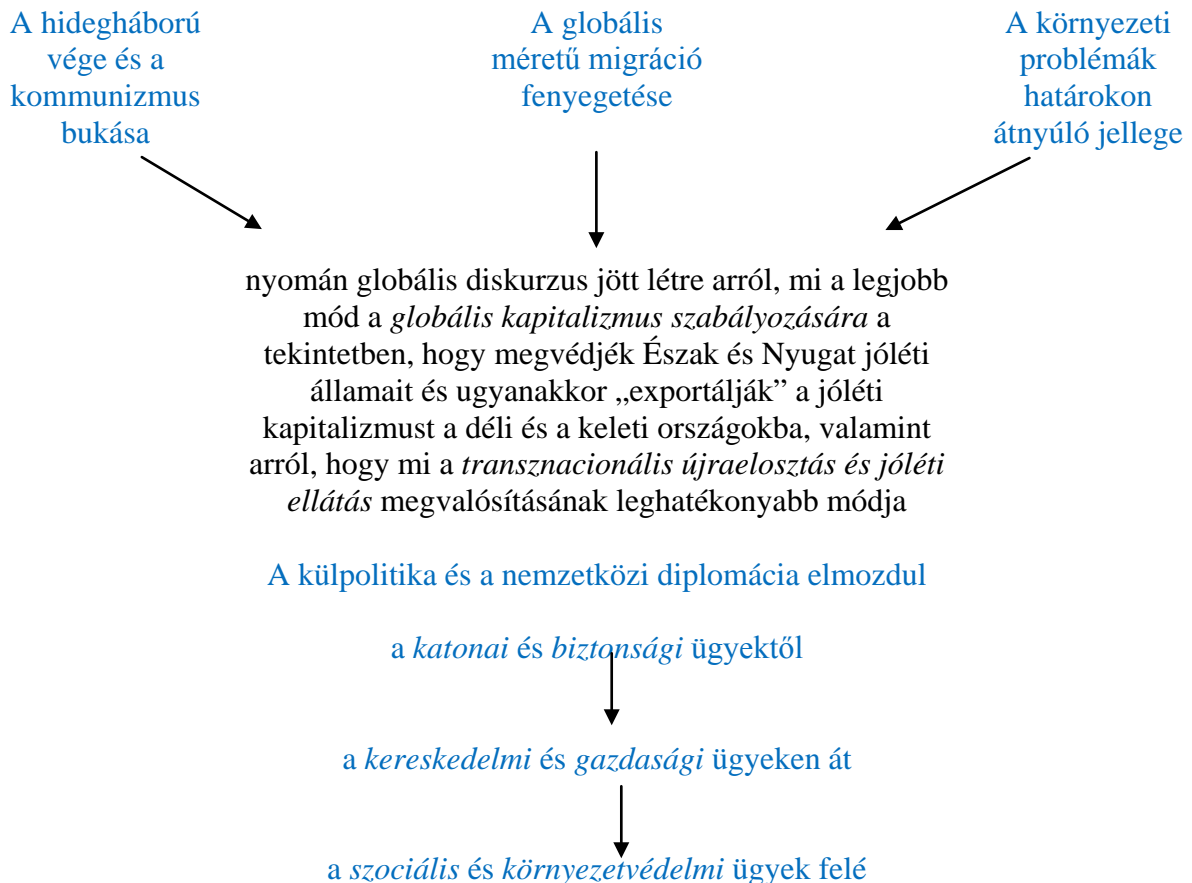 A hidegháború
vége és a
kommunizmus
bukása
A globális
méretű migráció
fenyegetése
A környezeti
problémák
határokon
átnyúló jellege
nyomán globális diskurzus jött létre arról, mi a legjobb
mód a globális kapitalizmus szabályozására a
tekintetben, hogy megvédjék Észak és Nyugat jóléti
államait és ugyanakkor „exportálják” a jóléti
kapitalizmust a déli és a keleti országokba, valamint
arról, hogy mi a transznacionális újraelosztás és jóléti
ellátás megvalósításának leghatékonyabb módja
A külpolitika és a nemzetközi diplomácia elmozdul
a katonai és biztonsági ügyektől
a kereskedelmi és gazdasági ügyeken át
a szociális és környezetvédelmi ügyek felé